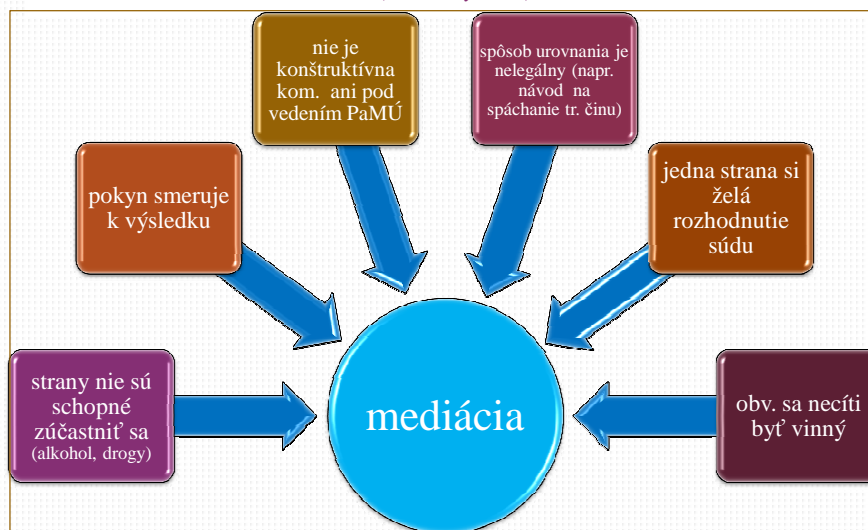 nie je
konštruktívna
kom. ani pod
vedením PaMÚ
spôsob urovnania je
nelegálny (napr.
návod na
spáchanie tr. činu)
pokyn smeruje
k výsledku
jedna strana si
želá
rozhodnutie
súdu
strany nie sú
schopné
zúčastniť sa
(alkohol, drogy)
mediácia
obv. sa necíti
byť vinný